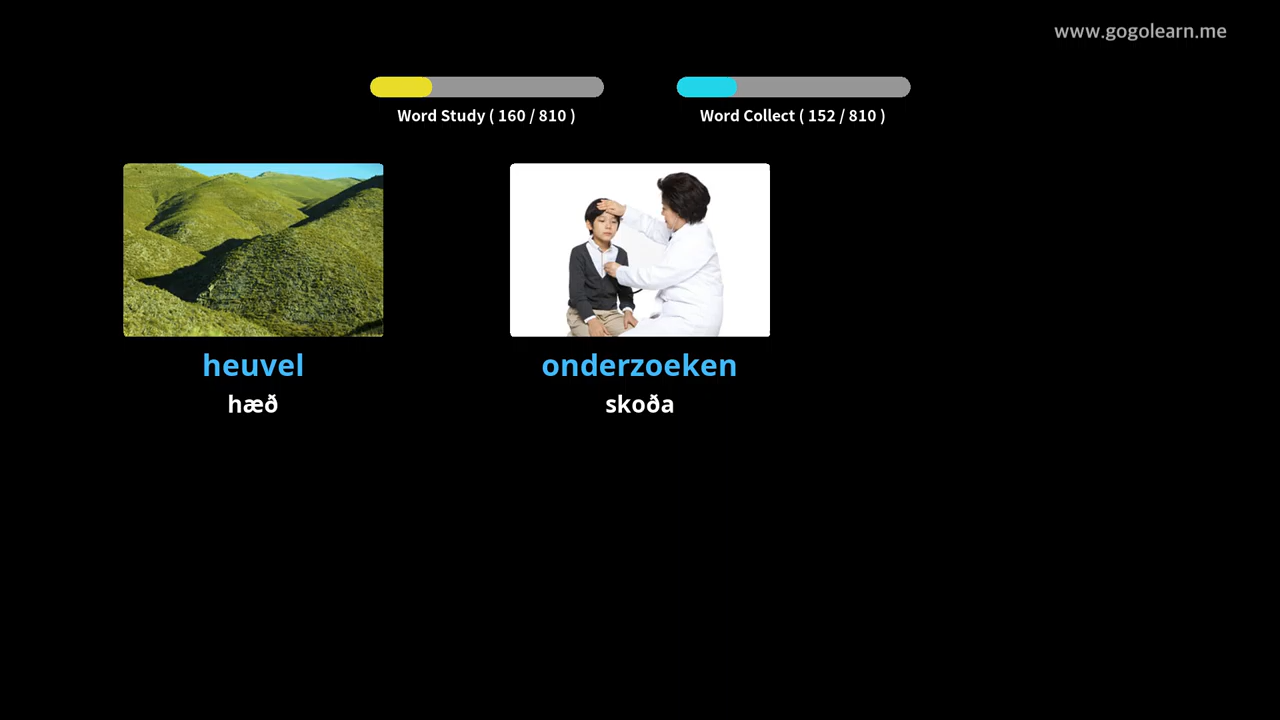 www.gogolearn.me
Word Study ( 160 / 810 )
Word Collect ( 152 / 810 )
heuvel
hæð
onderzoeken
skoða